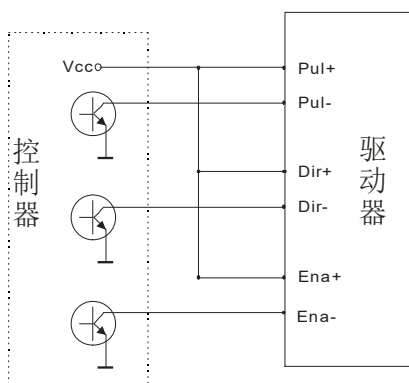 Vcc
Pul+
Pul-
控制器
驱动器
Dir+
Dir-
Ena+
Ena-